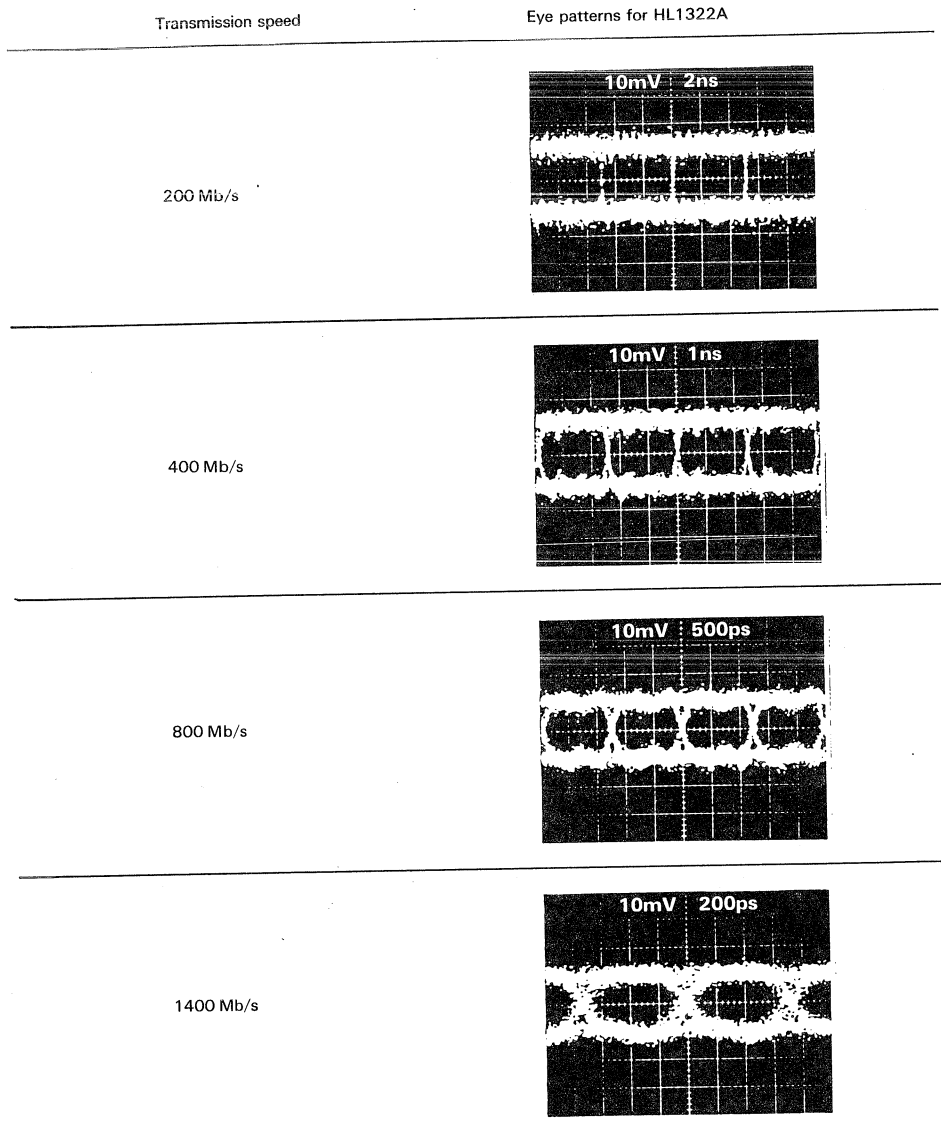 Transmission speed
Eye patterns for HL1322A
10mV 2ns
200 Mb/s
10mV 1ns
400 Mb/s
10mV 500ps
800 Mb/s
10mV 200ps
1400 Mb/s